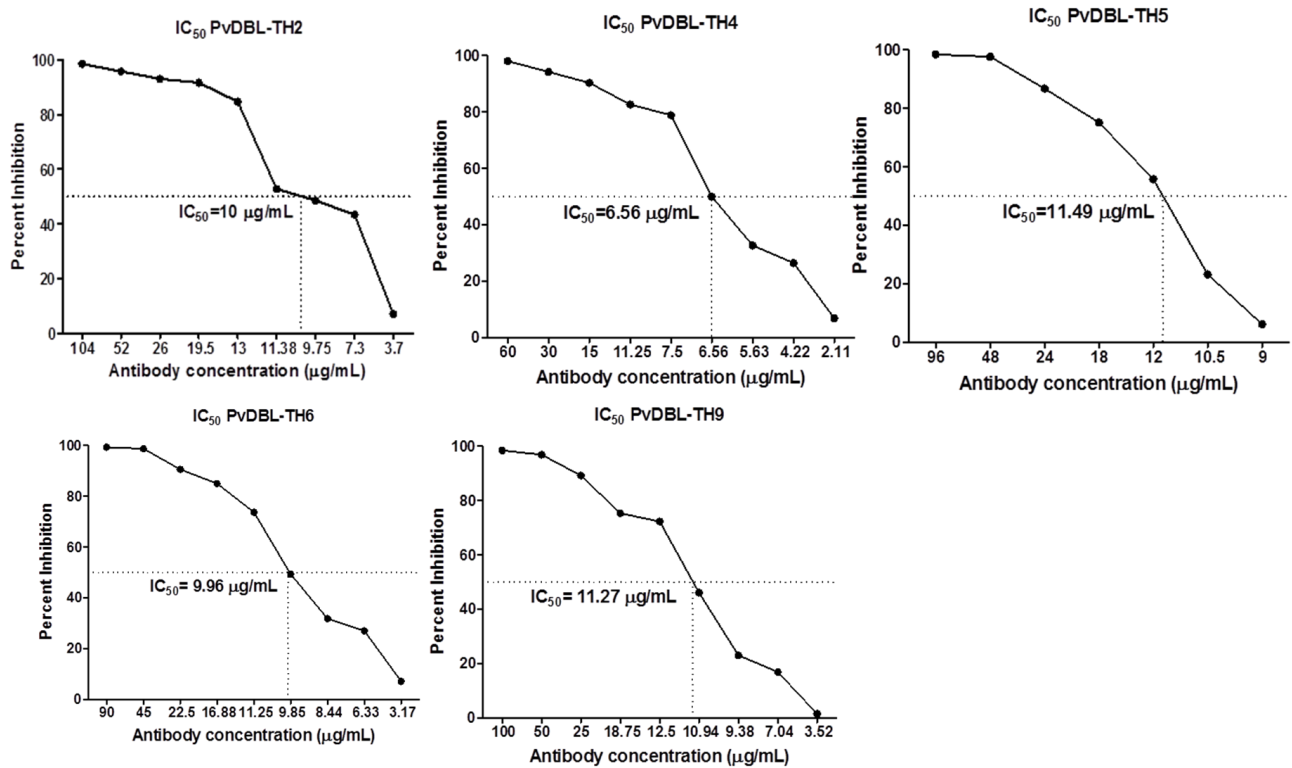 IC50 PvDBL-TH2
Percent Inhibition
100
80
60
40
20
0
IC50=10 µg/mL
104 52 26 19.5 13 11.38 9.75 7.3 3.7
Antibody concentration (µg/mL)
IC50 PvDBL-TH4
Percent Inhibition
100
80
60
40
20
0
IC50=6.56 µg/mL
60 30 15 11.25 7.5 6.56 5.63 4.22 2.11
Antibody concentration (µg/mL)
IC50 PvDBL-TH5
Percent Inhibition
100
80
60
40
20
0
IC50=11.49 µg/mL
96 48 24 18 12 10.5 9
Antibody concentration (µg/mL)
IC50 PvDBL-TH6
Percent Inhibition
100
80
60
40
20
0
IC50= 9.96 µg/mL
90 45 22.5 16.88 11.25 9.85 8.44 6.33 3.17
Antibody concentration (µg/mL)
IC50 PvDBL-TH9
Percent Inhibition
100
80
60
40
20
0
IC50= 11.27 µg/mL
100 50 25 18.75 12.5 10.94 9.38 7.04 3.52
Antibody concentration (µg/mL)